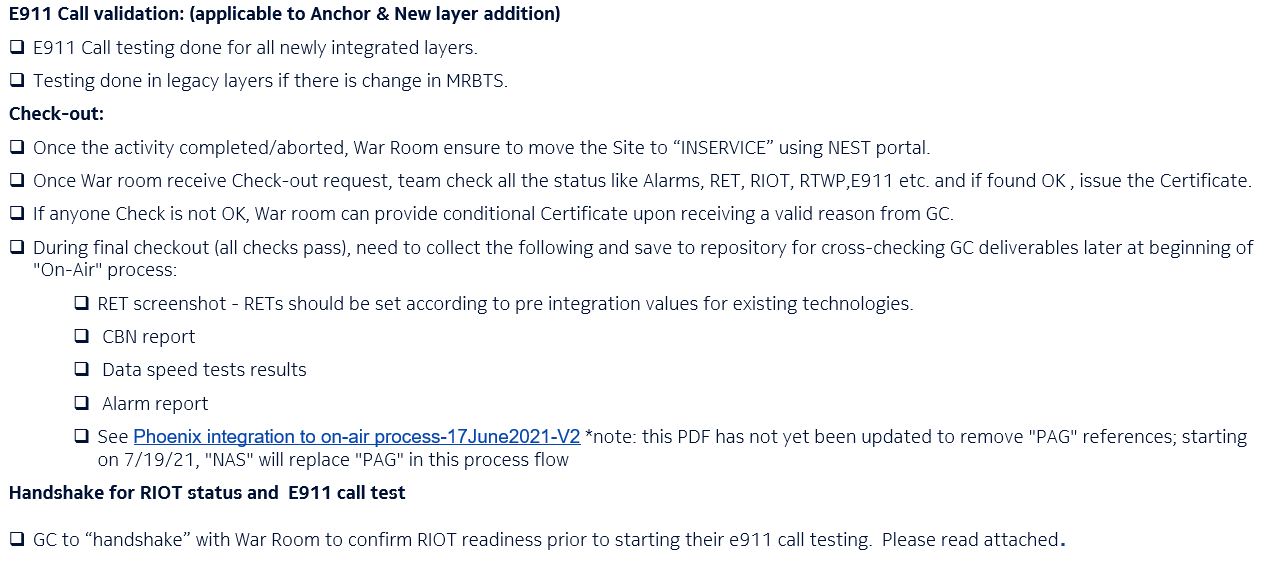 E911 Call validation: (applicable to Anchor & New layer addition)
❑ E911 Call testing done for all newly integrated layers.
❑ Testing done in legacy layers if there is change in MRBTS.
Check-out:
❑ Once the activity completed/aborted, War Room ensure to move the Site to “INSERVICE” using NEST portal.
❑ Once War room receive Check-out request, team check all the status like Alarms, RET, RIOT, RTWP,E911 etc. and if found OK , issue the Certificate.
❑ If anyone Check is not OK, War room can provide conditional Certificate upon receiving a valid reason from GC.
❑ During final checkout (all checks pass), need to collect the following and save to repository for cross-checking GC deliverables later at beginning of
"On-Air" process:
❑ RET screenshot - RETs should be set according to pre integration values for existing technologies.
❑ CBN report
❑ Data speed tests results
❑ Alarm report
❑ See Phoenix integration to on-air process-17June2021-V2 *note: this PDF has not yet been updated to remove "PAG" references; starting
on 7/19/21, "NAS" will replace "PAG" in this process flow
Handshake for RIOT status and E911 call test
❑ GC to “handshake” with War Room to confirm RIOT readiness prior to starting their e911 call testing. Please read attached.